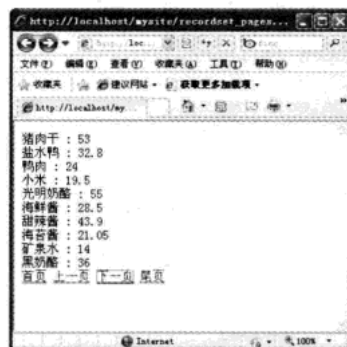 http://localhost/mysite/recordset_pages...
文件(F) 编辑(E) 查看(V) 收藏夹(A) 工具(T) 帮助(H)
收藏夹 建议网站 获取更多加载项
http://localhost/my...
猪肉干 : 53
盐水鸭 : 32.8
鸭肉 : 24
小米 : 19.5
光明奶酪 : 55
海鲜酱 : 28.5
甜辣酱 : 43.9
海苔酱 : 21.05
矿泉水 : 14
黑奶酪 : 36
首页 上一页 下一页 尾页
Internet 100%